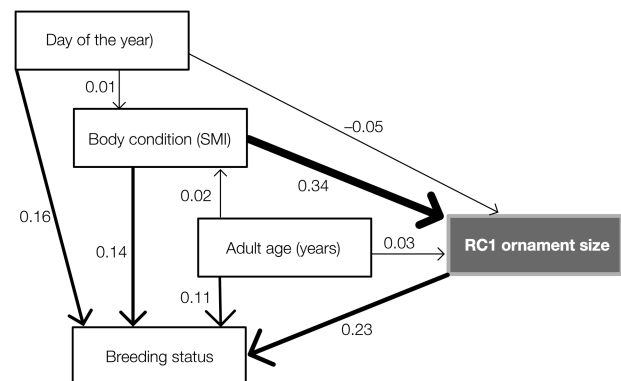 Day of the year)
0.01
–0.05
Body condition (SMI)
0.34
0.02
0.16
0.14
Adult age (years)
0.03
RC1 ornament size
0.11
0.23
Breeding status